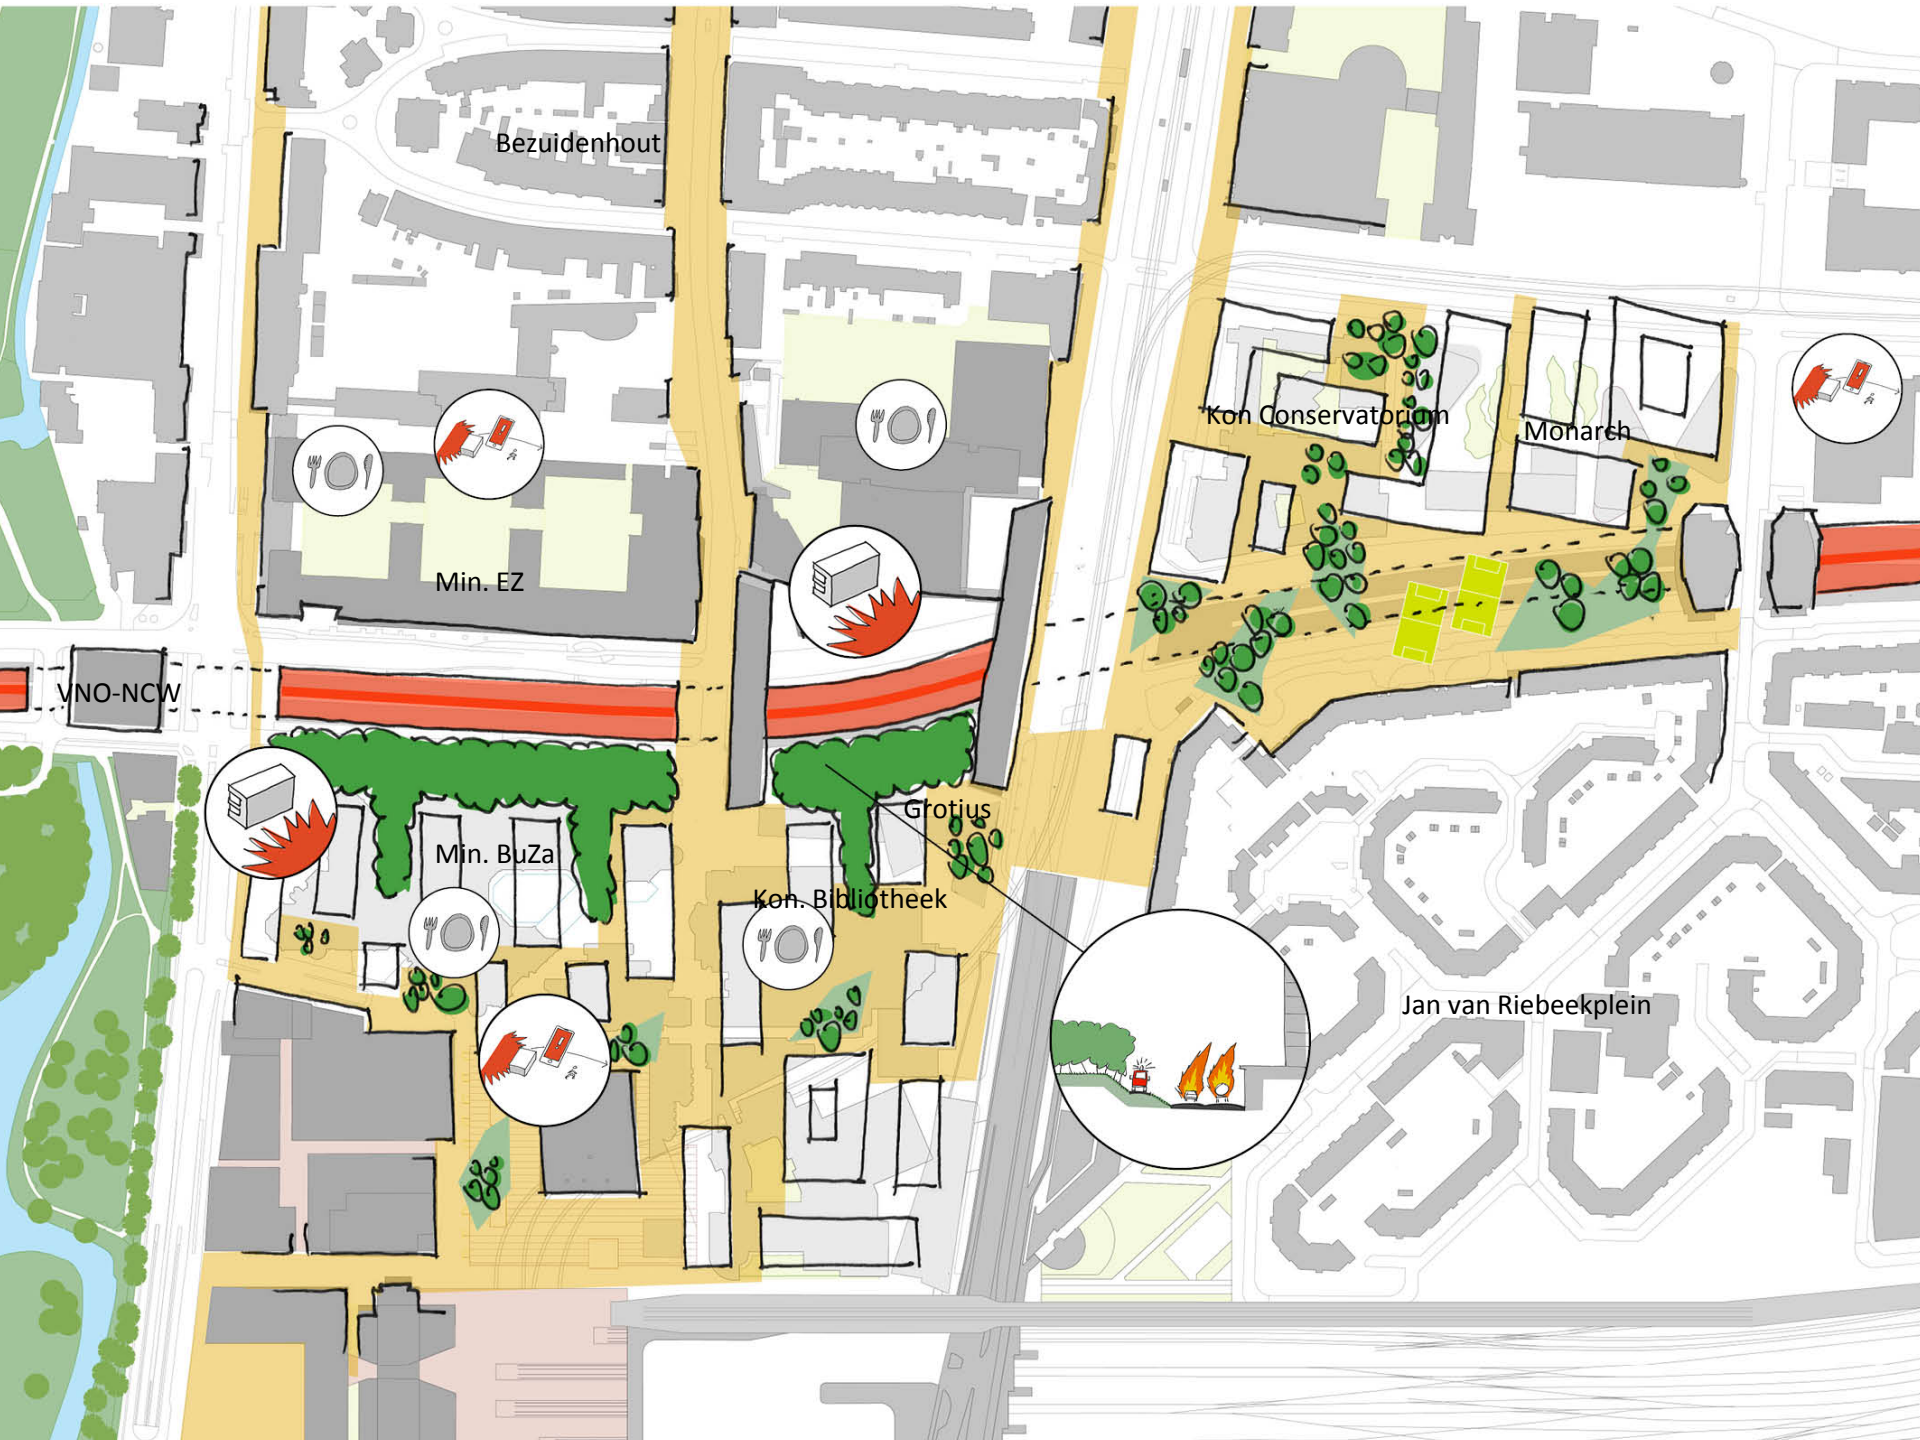 Bezuidenhout
Kon Conservatorium
Monarch
Min. EZ
VNO-NCW
Grotius
Min. BuZa
Kon. Bibliotheek
Jan van Riebeekplein